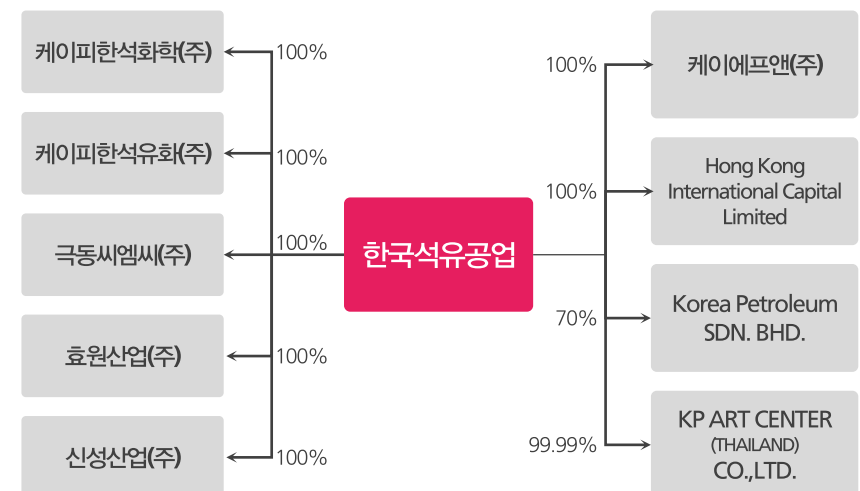 케이피한석화학(주)
100%
케이피한석유화(주)
100%
극동씨엠씨(주)
100%
효원산업(주)
100%
신성산업(주)
100%
한국석유공업
100%
케이에프앤(주)
100%
Hong Kong
International Capital
Limited
70%
Korea Petroleum
SDN. BHD.
99.99%
KP ART CENTER
(THAILAND)
CO.,LTD.